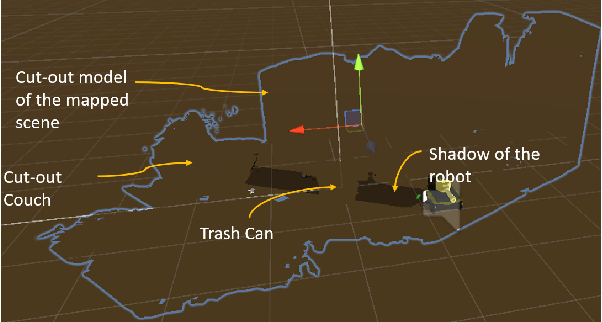 Cut-out model
of the mapped
scene
Cut-out
Couch
Trash Can
Shadow of the
robot